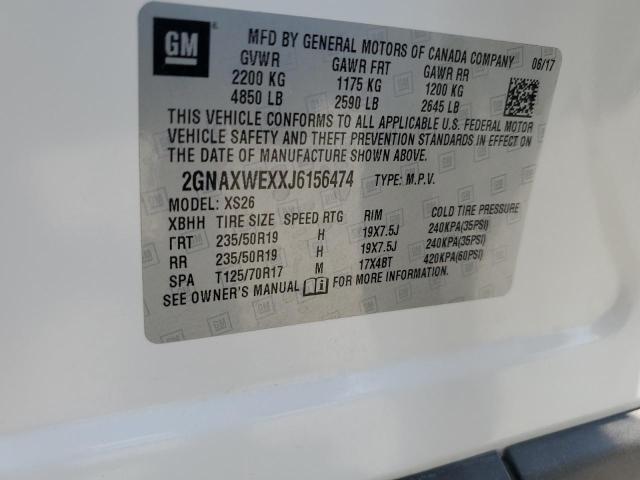 GM
MFD BY GENERAL MOTORS OF CANADA COMPANY 06/17
GVWR GAWR FRT GAWR RR
2200 KG 1175 KG 1200 KG
4850 LB 2590 LB 2645 LB
THIS VEHICLE CONFORMS TO ALL APPLICABLE U.S. FEDERAL MOTOR
VEHICLE SAFETY AND THEFT PREVENTION STANDARDS IN EFFECT ON
THE DATE OF MANUFACTURE SHOWN ABOVE.
2GNAXWEXXJ6156474 TYPE: M.P.V.
MODEL: XS26
XBHH TIRE SIZE SPEED RTG RIM COLD TIRE PRESSURE
FRT 235/50R19 H 19X7.5J 240KPA(35PSI)
RR 235/50R19 H 19X7.5J 240KPA(35PSI)
SPA T125/70R17 M 17X4BT 420KPA(60PSI)
SEE OWNER'S MANUAL FOR MORE INFORMATION.